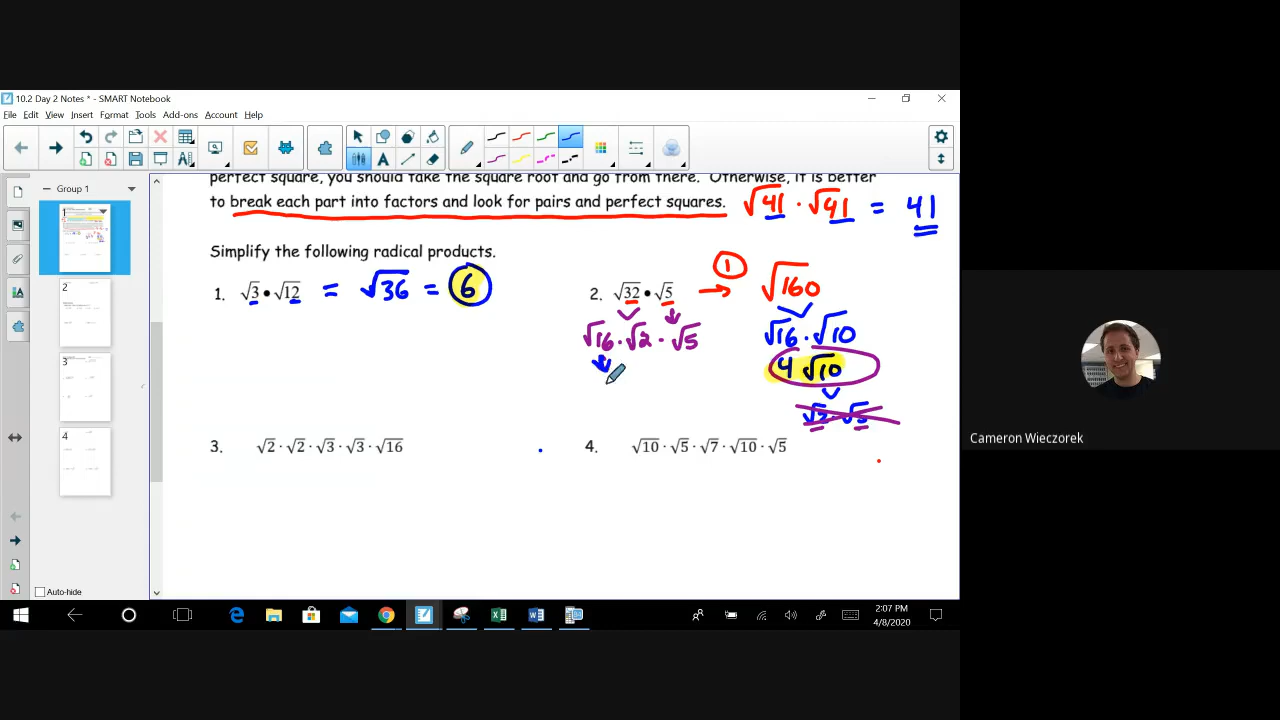 10.2 Day 2 Notes * - SMART Notebook
File Edit View Insert Format Tools Add-ons Account Help
Group 1
perfect square, you should take the square root and go from there. Otherwise, it is better
to break each part into factors and look for pairs and perfect squares. √41 · √41 = 41
Simplify the following radical products.
1. √3 • √12 = √36 = 6
2. √32 • √5 → ① √160
√16 · √2 · √5
√16 · √10
4 √10
√2 · √5
3. √2 · √2 · √3 · √3 · √16
4. √10 · √5 · √7 · √10 · √5
2
3
4
Auto-hide
Cameron Wieczorek
2:07 PM
4/8/2020